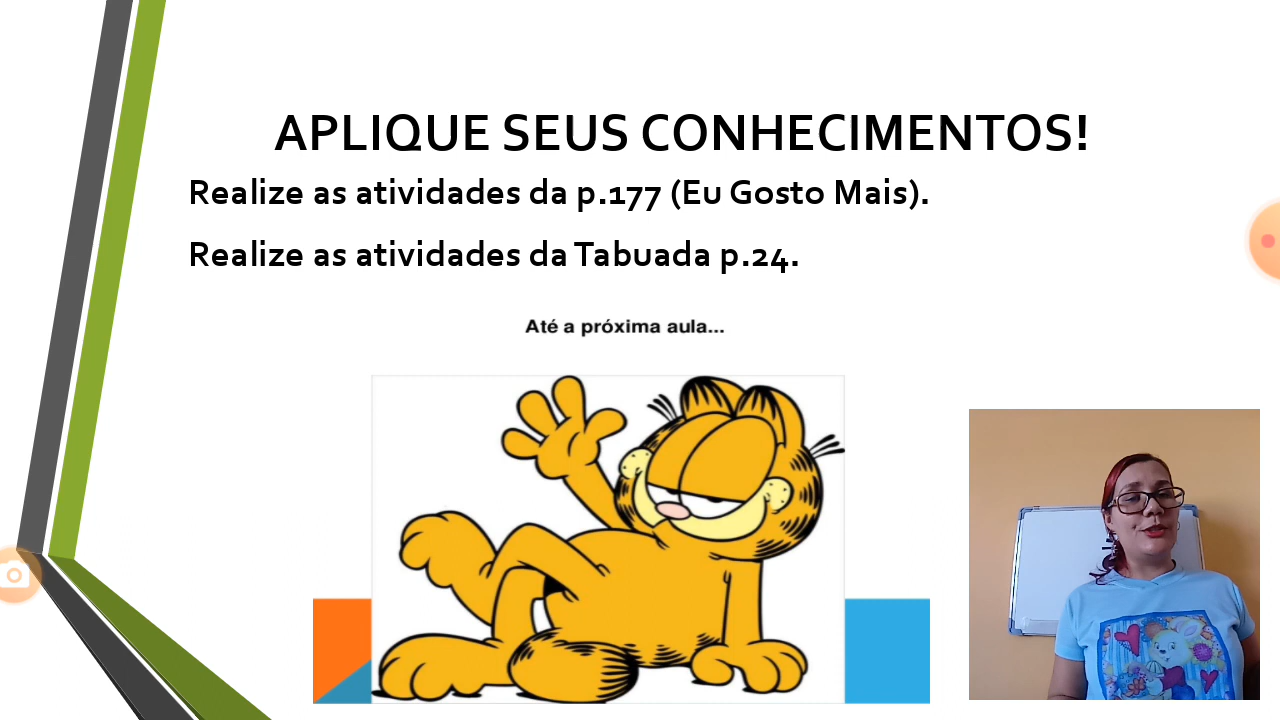 APLIQUE SEUS CONHECIMENTOS!
Realize as atividades da p.177 (Eu Gosto Mais).
Realize as atividades da Tabuada p.24.
Até a próxima aula...